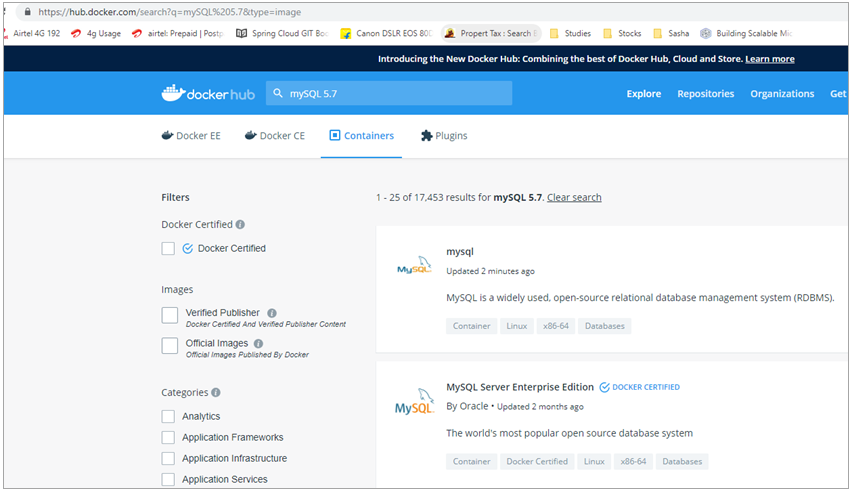 https://hub.docker.com/search?q=mySQL%205.7&type=image
Airtel 4G 192 4g Usage airtel: Prepaid | Postp Spring Cloud GIT Boo Canon DSLR EOS 80D Propert Tax : Search B Studies Stocks Sasha Building Scalable Mic
Introducing the New Docker Hub: Combining the best of Docker Hub, Cloud and Store. Learn more
docker hub mySQL 5.7 Explore Repositories Organizations Get
Docker EE Docker CE Containers Plugins
Filters
1 - 25 of 17,453 results for mySQL 5.7. Clear search
Docker Certified
Docker Certified
Images
Verified Publisher
Docker Certified And Verified Publisher Content
Official Images
Official Images Published By Docker
Categories
Analytics
Application Frameworks
Application Infrastructure
Application Services
MySQL
mysql
Updated 2 minutes ago
MySQL is a widely used, open-source relational database management system (RDBMS).
Container Linux x86-64 Databases
MySQL
MySQL Server Enterprise Edition DOCKER CERTIFIED
By Oracle • Updated 2 months ago
The world's most popular open source database system
Container Docker Certified Linux x86-64 Databases